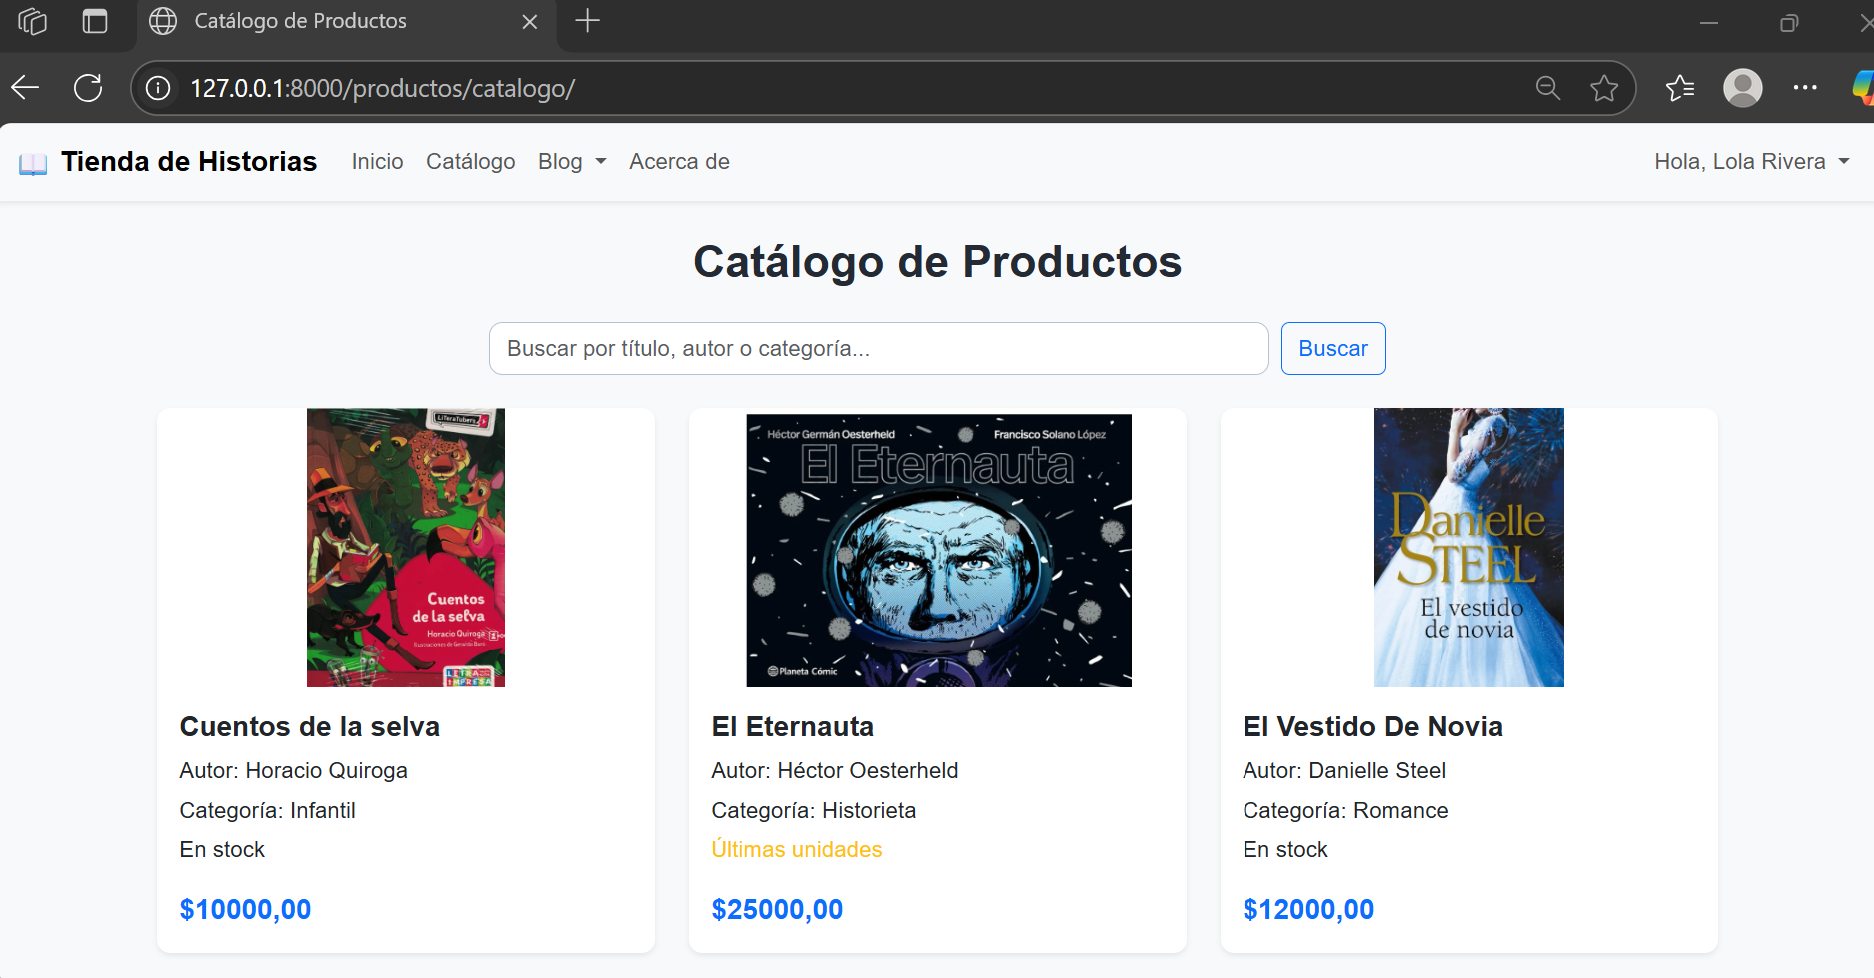 Catálogo de Productos
127.0.0.1:8000/productos/catalogo/
Tienda de Historias Inicio Catálogo Blog Acerca de Hola, Lola Rivera
Catálogo de Productos
Buscar por título, autor o categoría... Buscar
LiTeraTubers
Cuentos
de la selva
Horacio Quiroga
LETRA
IMPRESA
Héctor Germán Oesterheld Francisco Solano López
El Eternauta
Planeta Cómic
Danielle
STEEL
El vestido
de novia
Cuentos de la selva
Autor: Horacio Quiroga
Categoría: Infantil
En stock
$10000,00
El Eternauta
Autor: Héctor Oesterheld
Categoría: Historieta
Últimas unidades
$25000,00
El Vestido De Novia
Autor: Danielle Steel
Categoría: Romance
En stock
$12000,00